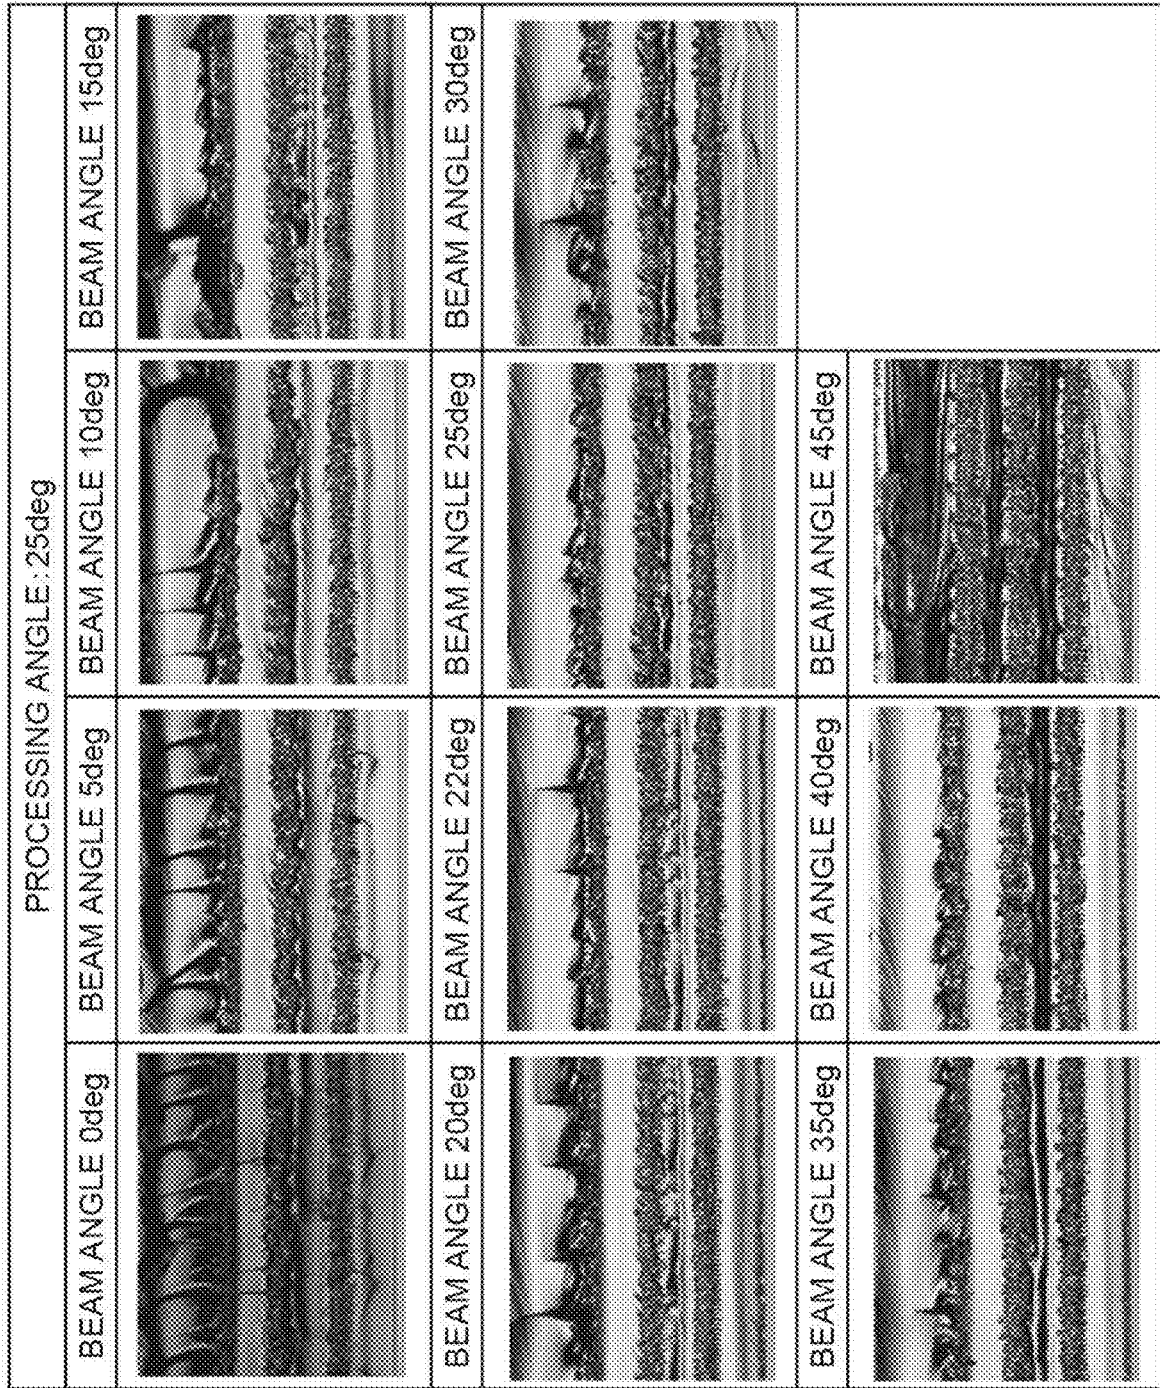 PROCESSING ANGLE:25deg
BEAM ANGLE 0deg
BEAM ANGLE 5deg
BEAM ANGLE 10deg
BEAM ANGLE 15deg
BEAM ANGLE 20deg
BEAM ANGLE 22deg
BEAM ANGLE 25deg
BEAM ANGLE 30deg
BEAM ANGLE 35deg
BEAM ANGLE 40deg
BEAM ANGLE 45deg